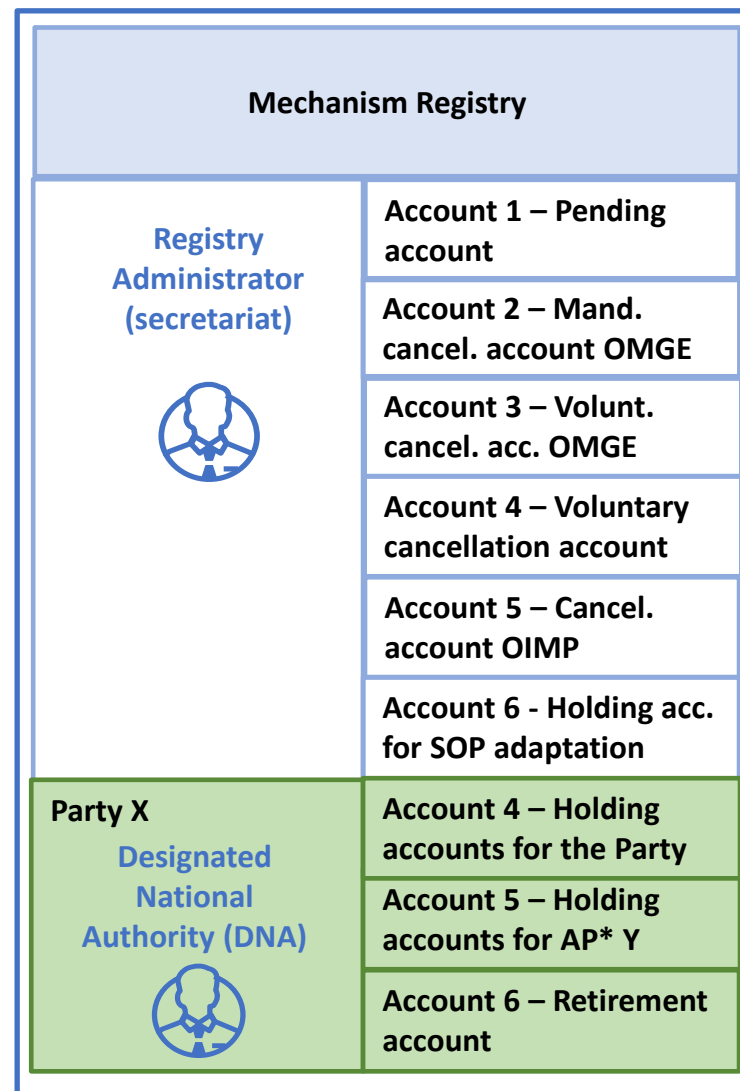 Mechanism Registry
Registry
Administrator
(secretariat)
Account 1 – Pending
account
Account 2 – Mand.
cancel. account OMGE
Account 3 – Volunt.
cancel. acc. OMGE
Account 4 – Voluntary
cancellation account
Account 5 – Cancel.
account OIMP
Account 6 - Holding acc.
for SOP adaptation
Party X
Designated
National
Authority (DNA)
Account 4 – Holding
accounts for the Party
Account 5 – Holding
accounts for AP* Y
Account 6 – Retirement
account